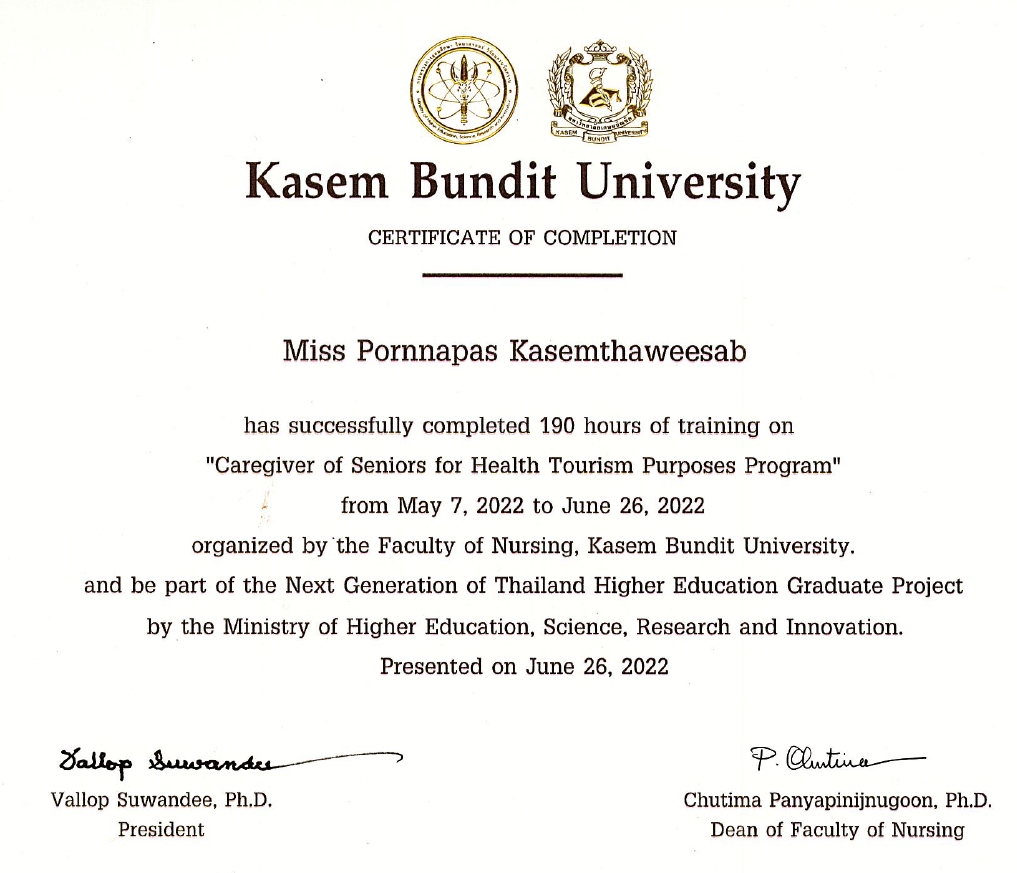 KASEM BUNDIT UNIVERSITY
Kasem Bundit University
CERTIFICATE OF COMPLETION
Miss Pornnapas Kasemthaweesab
has successfully completed 190 hours of training on
"Caregiver of Seniors for Health Tourism Purposes Program"
from May 7, 2022 to June 26, 2022
organized by the Faculty of Nursing, Kasem Bundit University.
and be part of the Next Generation of Thailand Higher Education Graduate Project
by the Ministry of Higher Education, Science, Research and Innovation.
Presented on June 26, 2022
Vallop Suwandee
P. Chutima
Vallop Suwandee, Ph.D.
Chutima Panyapinijnugoon, Ph.D.
President
Dean of Faculty of Nursing